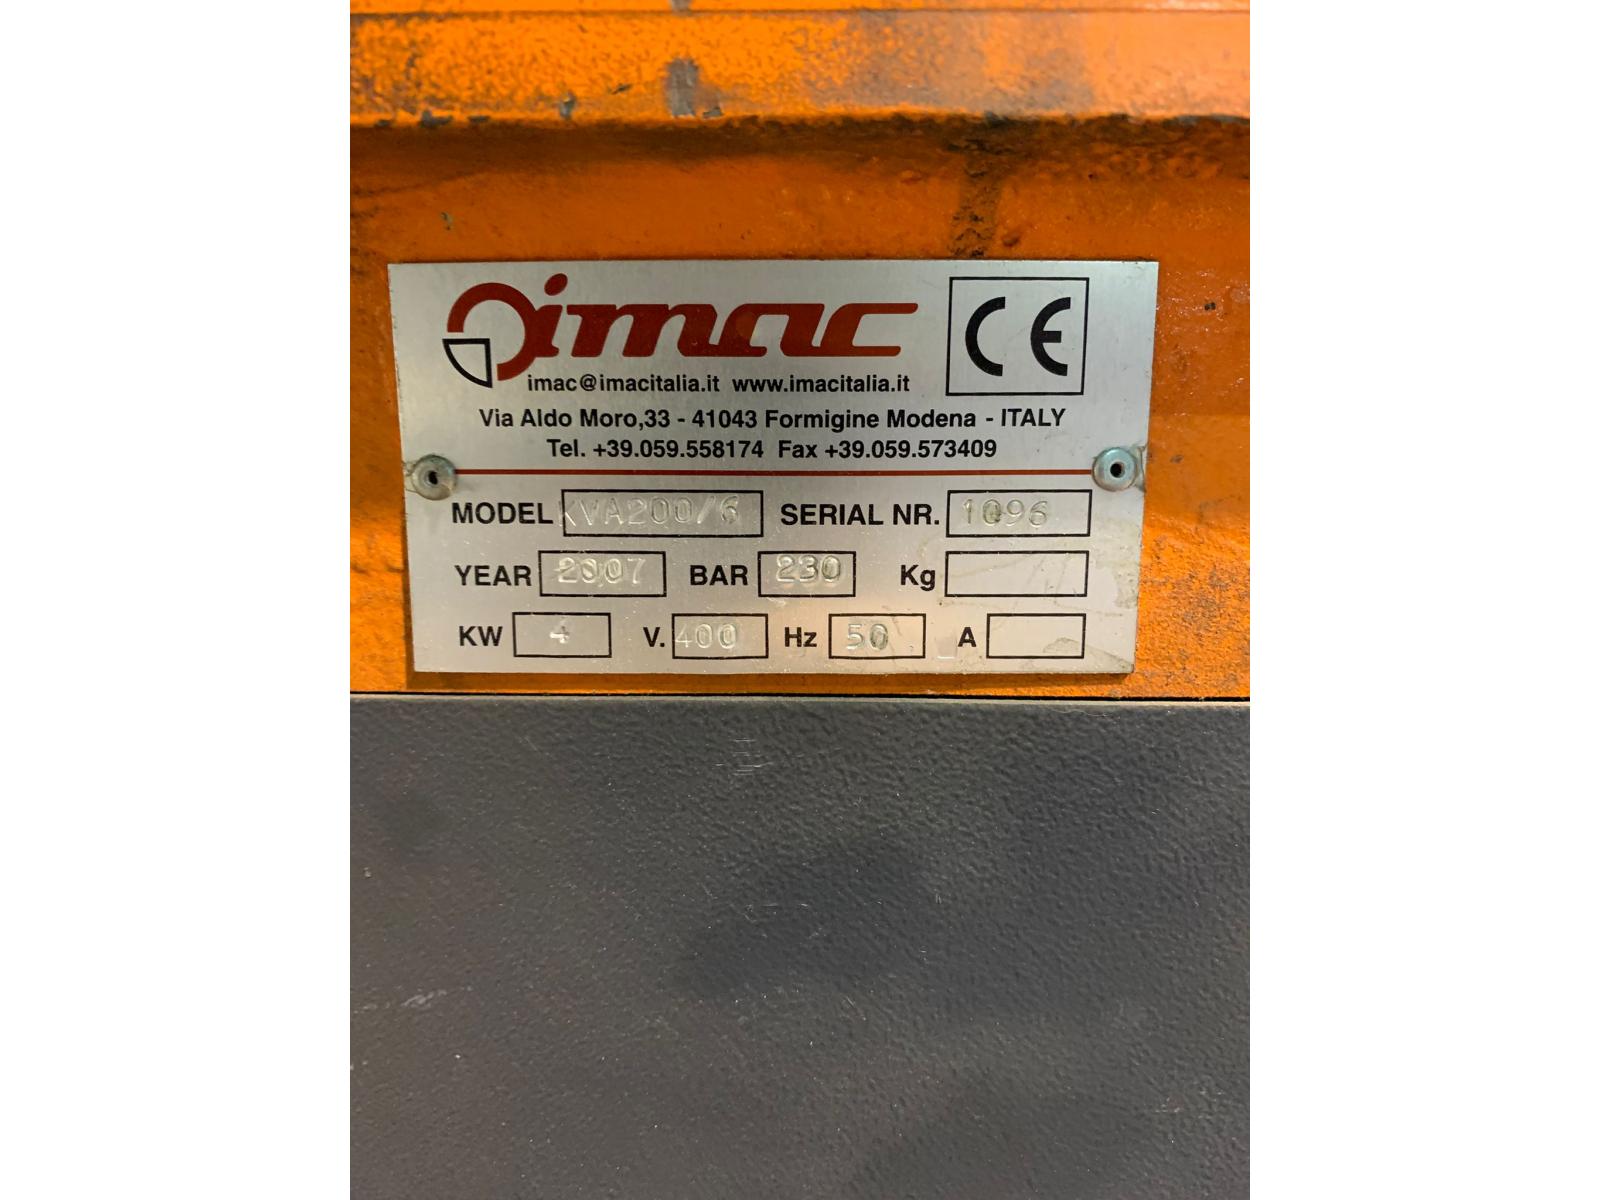 imac CE
imac@imacitalia.it www.imacitalia.it
Via Aldo Moro,33 - 41043 Formigine Modena - ITALY
Tel. +39.059.558174 Fax +39.059.573409
MODEL KVA200/6 SERIAL NR. 1096
YEAR 2007 BAR 230 Kg
KW 4 V. 400 Hz 50 A